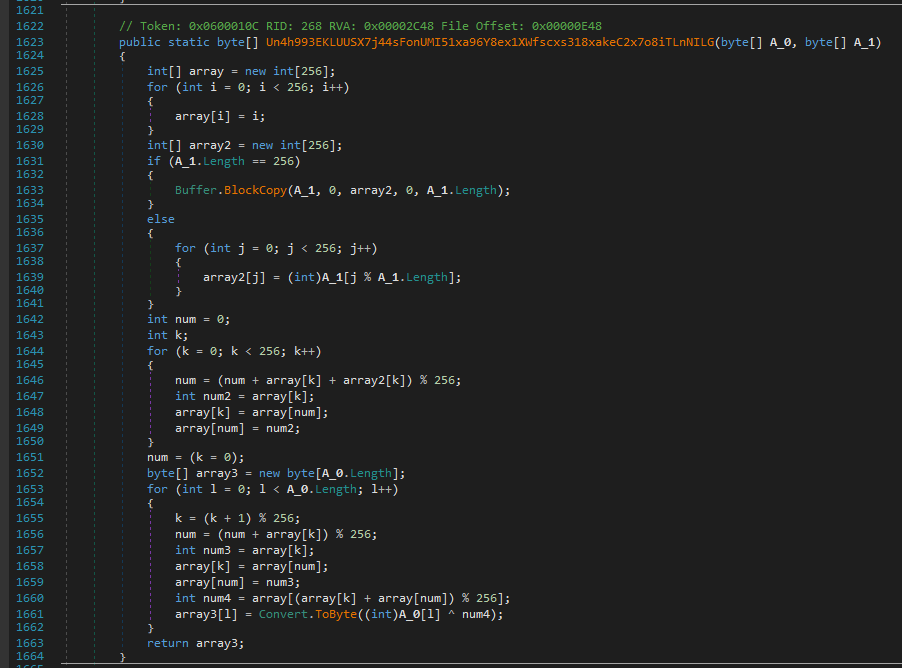 1621
1622 // Token: 0x0600010C RID: 268 RVA: 0x00002C48 File Offset: 0x00000E48
1623 public static byte[] Un4h993EKLUUSX7j44sFonUMI51xa96Y8ex1XWfscxs318xakeC2x7o8iTLnNILG(byte[] A_0, byte[] A_1)
1624 {
1625 int[] array = new int[256];
1626 for (int i = 0; i < 256; i++)
1627 {
1628 array[i] = i;
1629 }
1630 int[] array2 = new int[256];
1631 if (A_1.Length == 256)
1632 {
1633 Buffer.BlockCopy(A_1, 0, array2, 0, A_1.Length);
1634 }
1635 else
1636 {
1637 for (int j = 0; j < 256; j++)
1638 {
1639 array2[j] = (int)A_1[j % A_1.Length];
1640 }
1641 }
1642 int num = 0;
1643 int k;
1644 for (k = 0; k < 256; k++)
1645 {
1646 num = (num + array[k] + array2[k]) % 256;
1647 int num2 = array[k];
1648 array[k] = array[num];
1649 array[num] = num2;
1650 }
1651 num = (k = 0);
1652 byte[] array3 = new byte[A_0.Length];
1653 for (int l = 0; l < A_0.Length; l++)
1654 {
1655 k = (k + 1) % 256;
1656 num = (num + array[k]) % 256;
1657 int num3 = array[k];
1658 array[k] = array[num];
1659 array[num] = num3;
1660 int num4 = array[(array[k] + array[num]) % 256];
1661 array3[l] = Convert.ToByte((int)A_0[l] ^ num4);
1662 }
1663 return array3;
1664 }